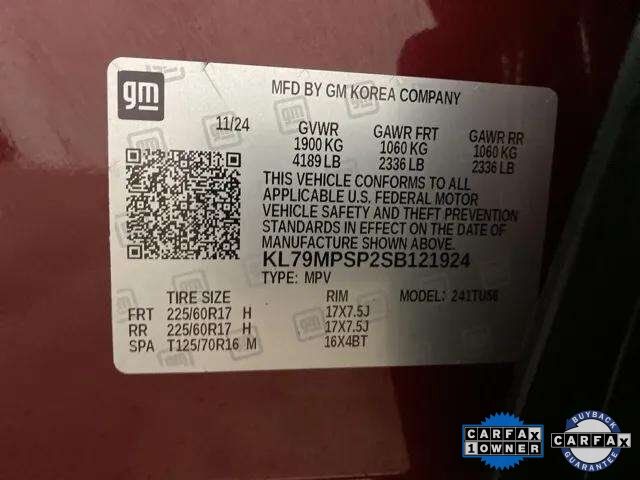 gm
MFD BY GM KOREA COMPANY
11/24 GVWR GAWR FRT GAWR RR
1900 KG 1060 KG 1060 KG
4189 LB 2336 LB 2336 LB
THIS VEHICLE CONFORMS TO ALL
APPLICABLE U.S. FEDERAL MOTOR
VEHICLE SAFETY AND THEFT PREVENTION
STANDARDS IN EFFECT ON THE DATE OF
MANUFACTURE SHOWN ABOVE.
KL79MPSP2SB121924
TYPE: MPV
TIRE SIZE RIM MODEL: 241TU56
FRT 225/60R17 H 17X7.5J
RR 225/60R17 H 17X7.5J
SPA T125/70R16 M 16X4BT
CARFAX
1 OWNER
BUYBACK
CARFAX
GUARANTEE